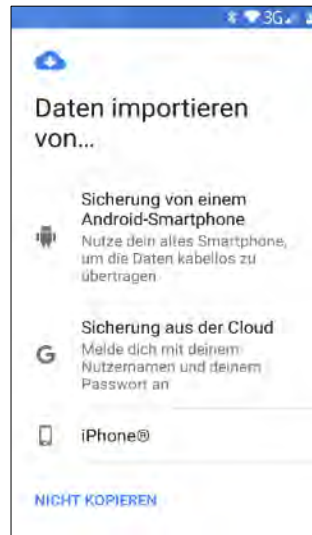 3G
Daten importieren
von...
Sicherung von einem
Android-Smartphone
Nutze dein altes Smartphone,
um die Daten kabellos zu
übertragen
Sicherung aus der Cloud
G
Melde dich mit deinem
Nutzernamen und deinem
Passwort an
iPhone®
NICHT KOPIEREN